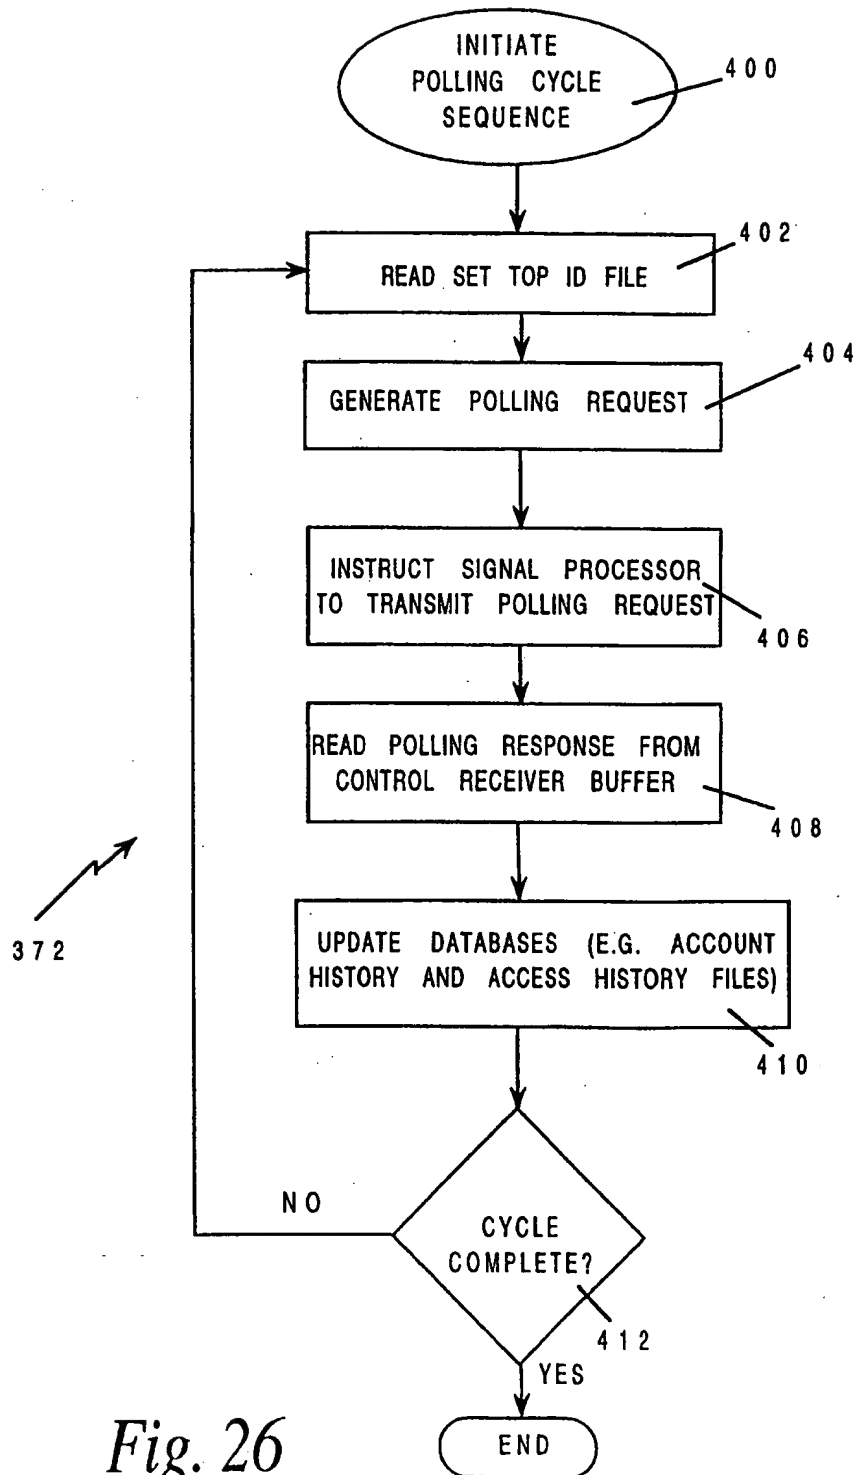 INITIATE
POLLING CYCLE
SEQUENCE
400
402
READ SET TOP ID FILE
404
GENERATE POLLING REQUEST
INSTRUCT SIGNAL PROCESSOR
TO TRANSMIT POLLING REQUEST
406
READ POLLING RESPONSE FROM
CONTROL RECEIVER BUFFER
408
372
UPDATE DATABASES (E.G. ACCOUNT
HISTORY AND ACCESS HISTORY FILES)
410
NO
CYCLE
COMPLETE?
412
YES
END
Fig. 26